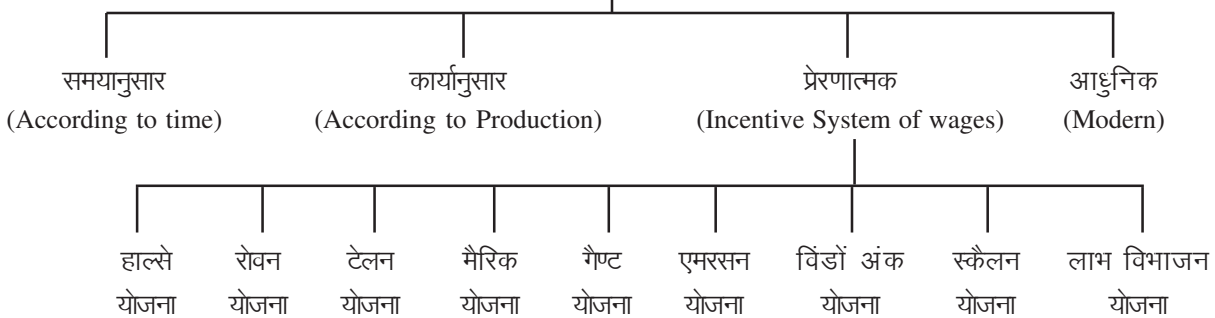 समयानुसार कार्यानुसार प्रेरणात्मक आधुनिक
(According to time) (According to Production) (Incentive System of wages) (Modern)
हाल्से रोवन टेलन मैरिक गैण्ट एमरसन विंडों अंक स्कैलन लाभ विभाजन
योजना योजना योजना योजना योजना योजना योजना योजना योजना